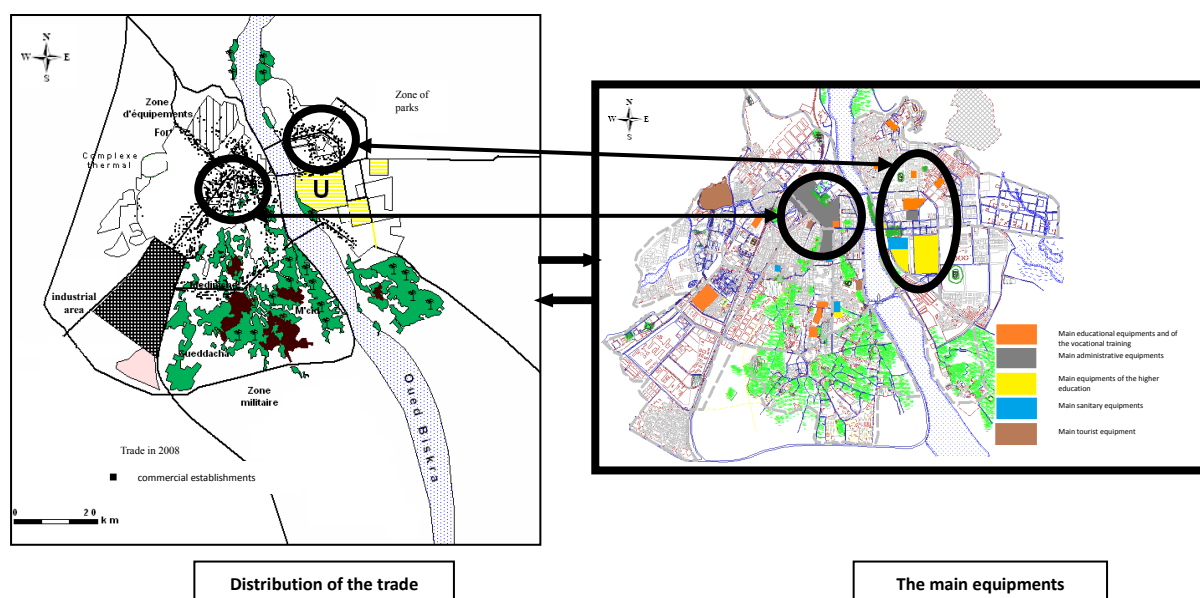 N
W E
S
Zone of
parks
Zone
d'équipements
Fort
Complexe
thermal
U
industrial
area
Medinine
M'cid
Gueddacha
Zone
militaire
Oued Biskra
Trade in 2008
commercial establishments
0 20
km
Distribution of the trade
N
W E
S
Main educational equipments and of
the vocational training
Main administrative equipments
Main equipments of the higher
education
Main sanitary equipments
Main tourist equipment
The main equipments